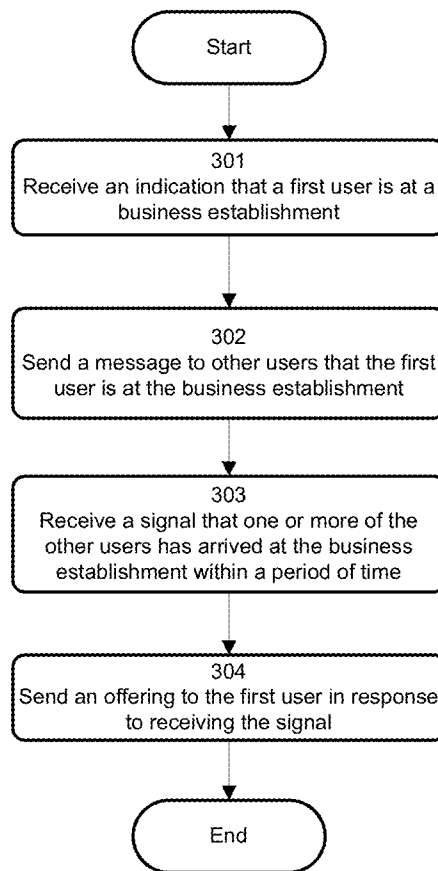 Start
301
Receive an indication that a first user is at a
business establishment
302
Send a message to other users that the first
user is at the business establishment
303
Receive a signal that one or more of the
other users has arrived at the business
establishment within a period of time
304
Send an offering to the first user in response
to receiving the signal
End